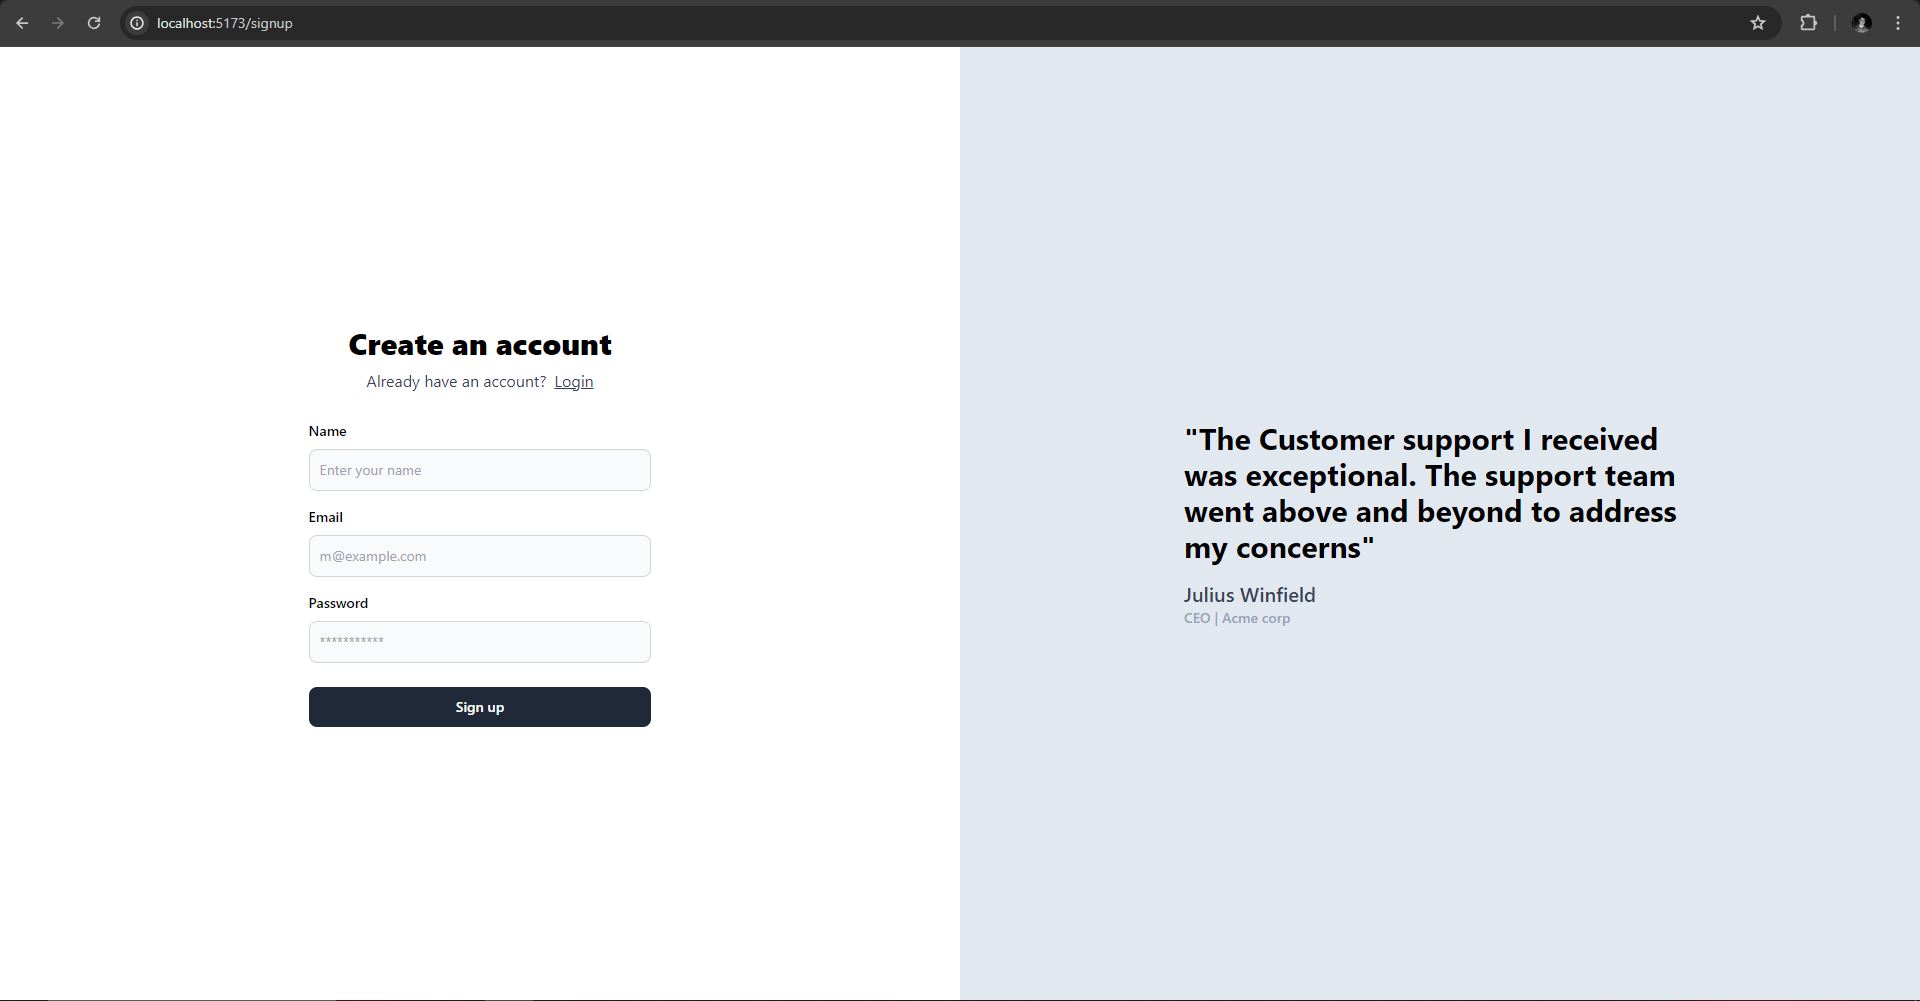 localhost:5173/signup
Create an account
Already have an account? Login
Name
Enter your name
Email
m@example.com
Password
***********
Sign up
"The Customer support I received
was exceptional. The support team
went above and beyond to address
my concerns"
Julius Winfield
CEO | Acme corp